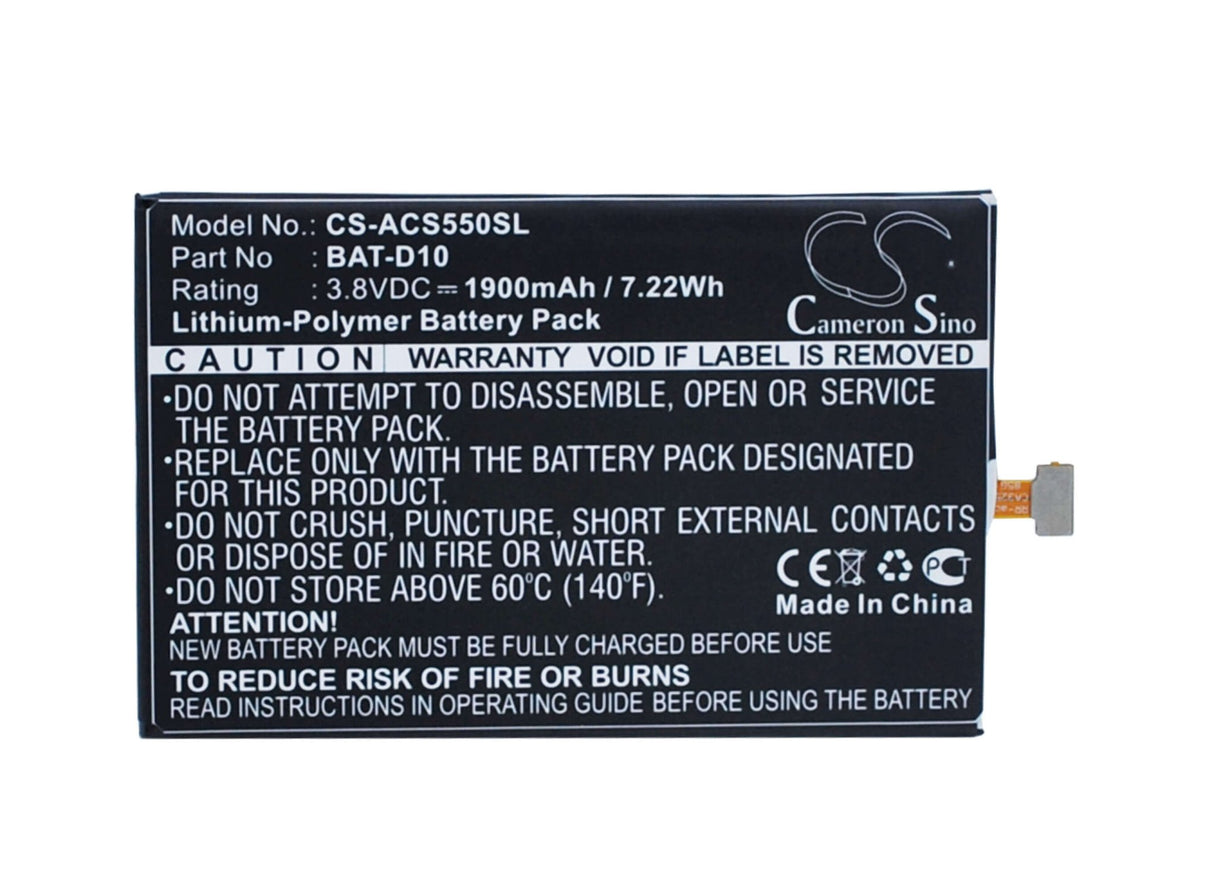 Model No.: CS-ACS550SL
Part No : BAT-D10
Rating : 3.8VDC ⎓ 1900mAh / 7.22Wh
Lithium-Polymer Battery Pack
CS
Cameron Sino
CAUTION WARRANTY VOID IF LABEL IS REMOVED
•DO NOT ATTEMPT TO DISASSEMBLE, OPEN OR SERVICE
THE BATTERY PACK.
•REPLACE ONLY WITH THE BATTERY PACK DESIGNATED
FOR THIS PRODUCT.
•DO NOT CRUSH, PUNCTURE, SHORT EXTERNAL CONTACTS
OR DISPOSE OF IN FIRE OR WATER.
•DO NOT STORE ABOVE 60°C (140°F).
CE PCT
Made In China
ATTENTION!
NEW BATTERY PACK MUST BE FULLY CHARGED BEFORE USE
TO REDUCE RISK OF FIRE OR BURNS
READ INSTRUCTIONS IN OPERATING GUIDE BEFORE USING THE BATTERY